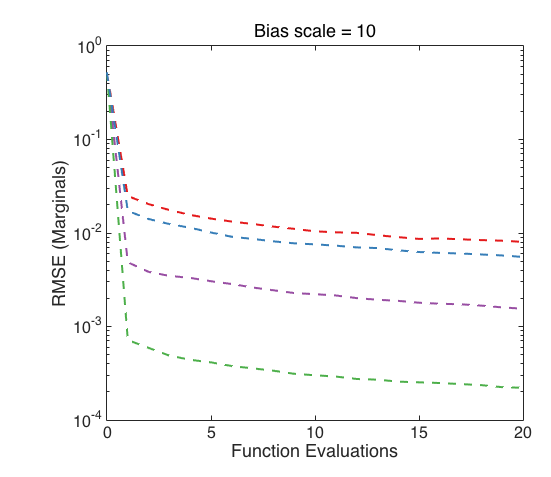 Bias scale = 10
RMSE (Marginals)
10^0
10^-1
10^-2
10^-3
10^-4
0 5 10 15 20
Function Evaluations